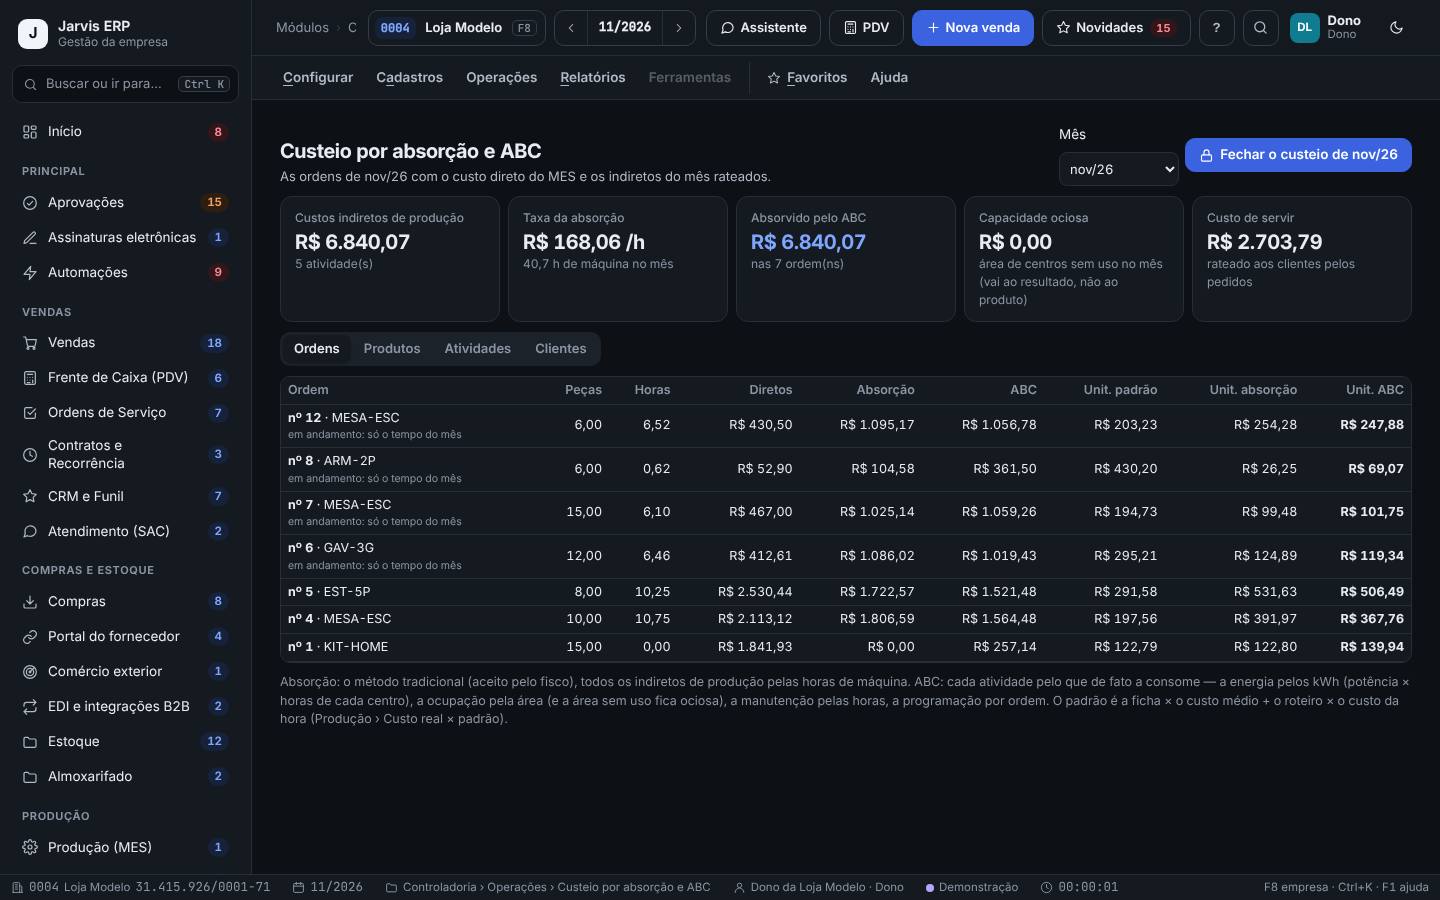 J
Jarvis ERP
Gestão da empresa
Buscar ou ir para...
Ctrl K
Início
8
PRINCIPAL
Aprovações
15
Assinaturas eletrônicas
1
Automações
9
VENDAS
Vendas
18
Frente de Caixa (PDV)
6
Ordens de Serviço
7
Contratos e
Recorrência
3
CRM e Funil
7
Atendimento (SAC)
2
COMPRAS E ESTOQUE
Compras
8
Portal do fornecedor
4
Comércio exterior
1
EDI e integrações B2B
2
Estoque
12
Almoxarifado
2
PRODUÇÃO
Produção (MES)
1
Módulos › C
0004 Loja Modelo F8
‹ 11/2026 ›
Assistente
PDV
Nova venda
Novidades 15
?
DL
Dono
Dono
Configurar
Cadastros
Operações
Relatórios
Ferramentas
Favoritos
Ajuda
Custeio por absorção e ABC
As ordens de nov/26 com o custo direto do MES e os indiretos do mês rateados.
Mês
nov/26
Fechar o custeio de nov/26
Custos indiretos de produção
R$ 6.840,07
5 atividade(s)
Taxa da absorção
R$ 168,06 /h
40,7 h de máquina no mês
Absorvido pelo ABC
R$ 6.840,07
nas 7 ordem(ns)
Capacidade ociosa
R$ 0,00
área de centros sem uso no mês
(vai ao resultado, não ao
produto)
Custo de servir
R$ 2.703,79
rateado aos clientes pelos
pedidos
Ordens Produtos Atividades Clientes
Ordem Peças Horas Diretos Absorção ABC Unit. padrão Unit. absorção Unit. ABC
nº 12 · MESA-ESC 6,00 6,52 R$ 430,50 R$ 1.095,17 R$ 1.056,78 R$ 203,23 R$ 254,28 R$ 247,88
em andamento: só o tempo do mês
nº 8 · ARM-2P 6,00 0,62 R$ 52,90 R$ 104,58 R$ 361,50 R$ 430,20 R$ 26,25 R$ 69,07
em andamento: só o tempo do mês
nº 7 · MESA-ESC 15,00 6,10 R$ 467,00 R$ 1.025,14 R$ 1.059,26 R$ 194,73 R$ 99,48 R$ 101,75
em andamento: só o tempo do mês
nº 6 · GAV-3G 12,00 6,46 R$ 412,61 R$ 1.086,02 R$ 1.019,43 R$ 295,21 R$ 124,89 R$ 119,34
em andamento: só o tempo do mês
nº 5 · EST-5P 8,00 10,25 R$ 2.530,44 R$ 1.722,57 R$ 1.521,48 R$ 291,58 R$ 531,63 R$ 506,49
nº 4 · MESA-ESC 10,00 10,75 R$ 2.113,12 R$ 1.806,59 R$ 1.564,48 R$ 197,56 R$ 391,97 R$ 367,76
nº 1 · KIT-HOME 15,00 0,00 R$ 1.841,93 R$ 0,00 R$ 257,14 R$ 122,79 R$ 122,80 R$ 139,94
Absorção: o método tradicional (aceito pelo fisco), todos os indiretos de produção pelas horas de máquina. ABC: cada atividade pelo que de fato a consome — a energia pelos kWh (potência ×
horas de cada centro), a ocupação pela área (e a área sem uso fica ociosa), a manutenção pelas horas, a programação por ordem. O padrão é a ficha × o custo médio + o roteiro × o custo da
hora (Produção › Custo real × padrão).
0004 Loja Modelo 31.415.926/0001-71
11/2026
Controladoria › Operações › Custeio por absorção e ABC
Dono da Loja Modelo · Dono
Demonstração
00:00:01
F8 empresa · Ctrl+K · F1 ajuda